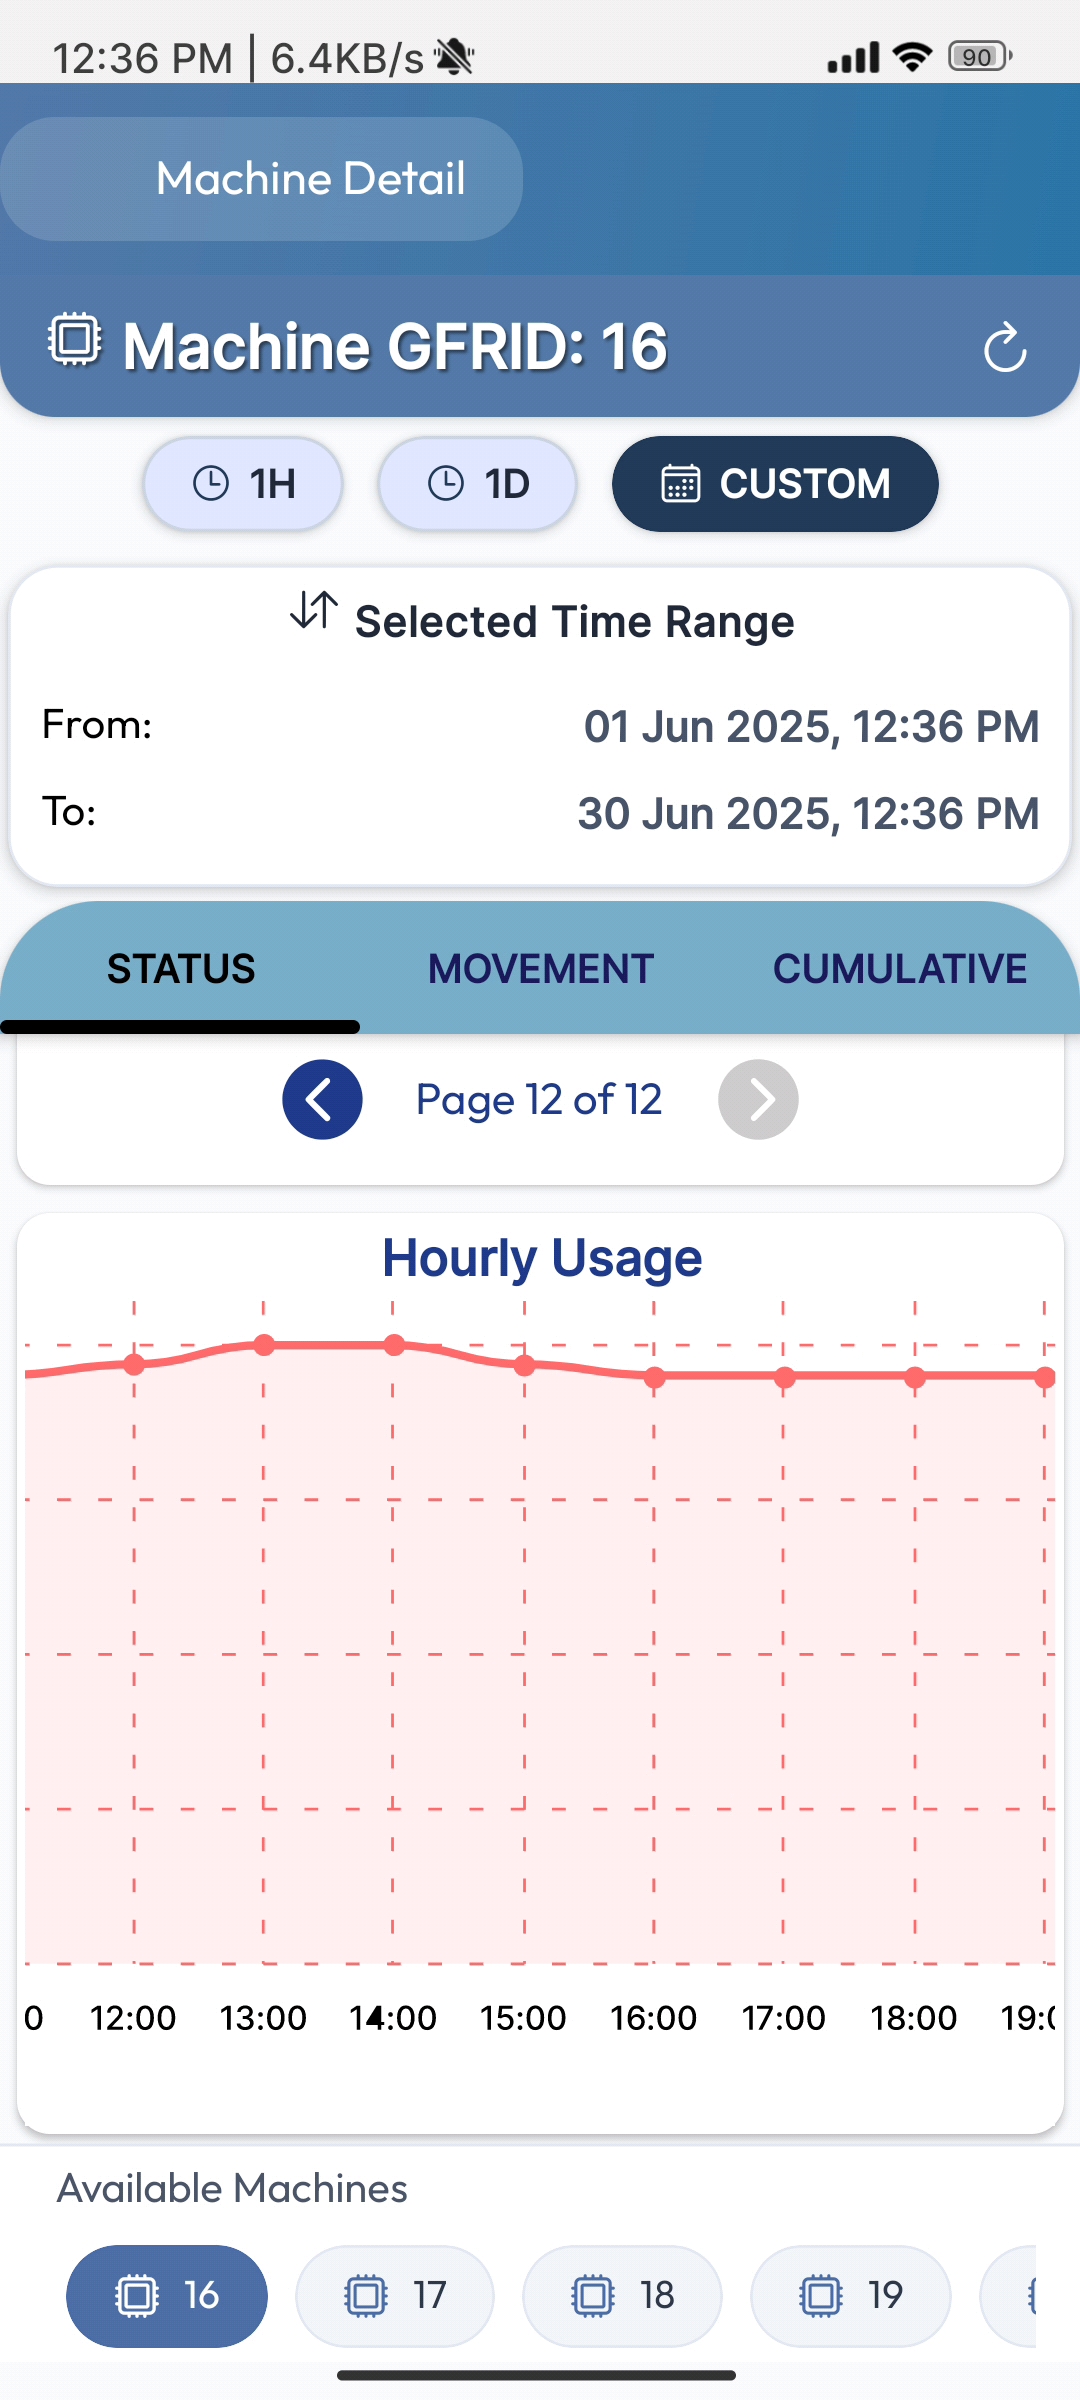 12:36 PM | 6.4KB/s
90
Machine Detail
Machine GFRID: 16
1H 1D CUSTOM
Selected Time Range
From: 01 Jun 2025, 12:36 PM
To: 30 Jun 2025, 12:36 PM
STATUS MOVEMENT CUMULATIVE
Page 12 of 12
Hourly Usage
0 12:00 13:00 14:00 15:00 16:00 17:00 18:00 19:0
Available Machines
16 17 18 19